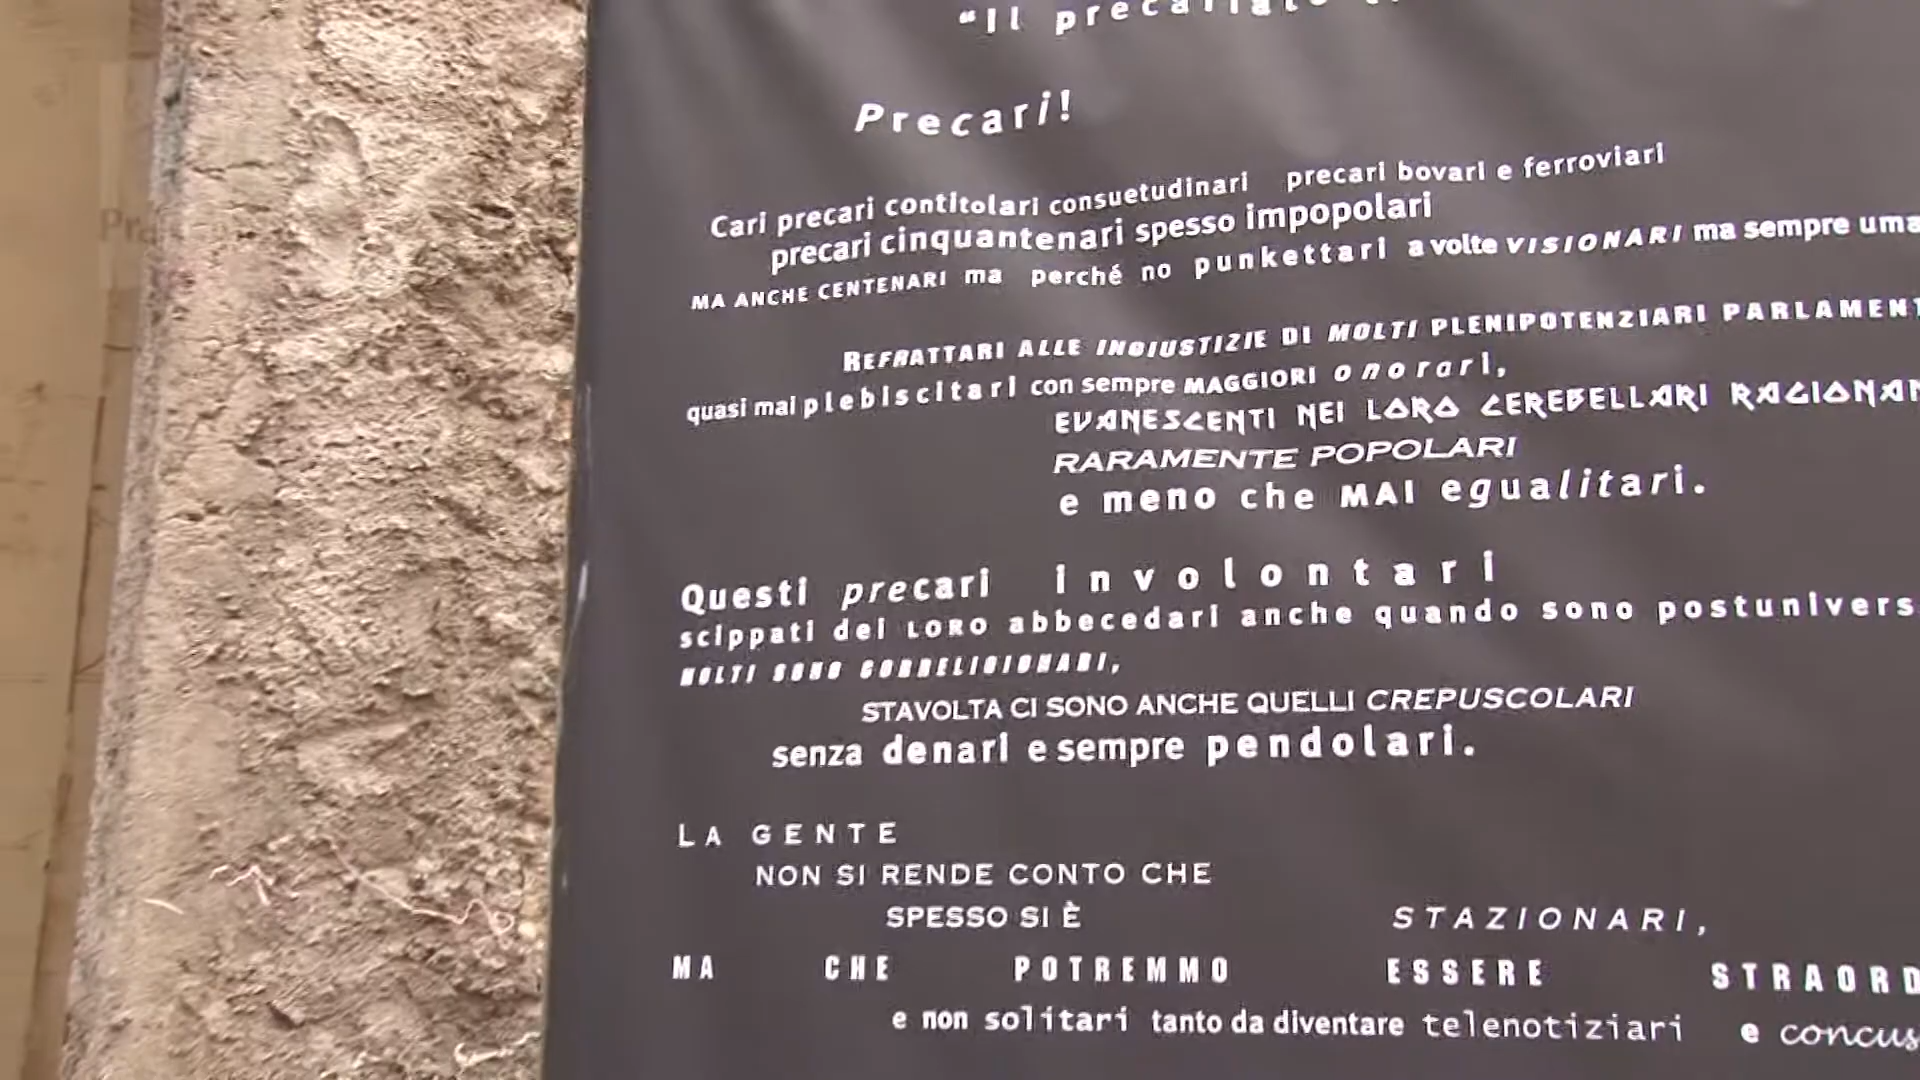 “Il precariato
Precari!
Cari precari contitolari consuetudinari precari bovari e ferroviari
precari cinquantenari spesso impopolari
MA ANCHE CENTENARI ma perché no punkettari a volte VISIONARI ma sempre uma
REFRATTARI ALLE INGIUSTIZIE DI MOLTI PLENIPOTENZIARI PARLAMENT
quasi mai plebiscitari con sempre MAGGIORI onorari,
EVANESCENTI NEI LORO CEREBELLARI RAGIONAM
RARAMENTE POPOLARI
e meno che MAI egualitari.
Questi precari involontari
scippati dei LORO abbecedari anche quando sono postunivers
MOLTI SONO CORRELIGIONARI,
STAVOLTA CI SONO ANCHE QUELLI CREPUSCOLARI
senza denari e sempre pendolari.
LA GENTE
NON SI RENDE CONTO CHE
SPESSO SI È STAZIONARI,
MA CHE POTREMMO ESSERE STRAORD
e non solitari tanto da diventare telenotiziari e concus